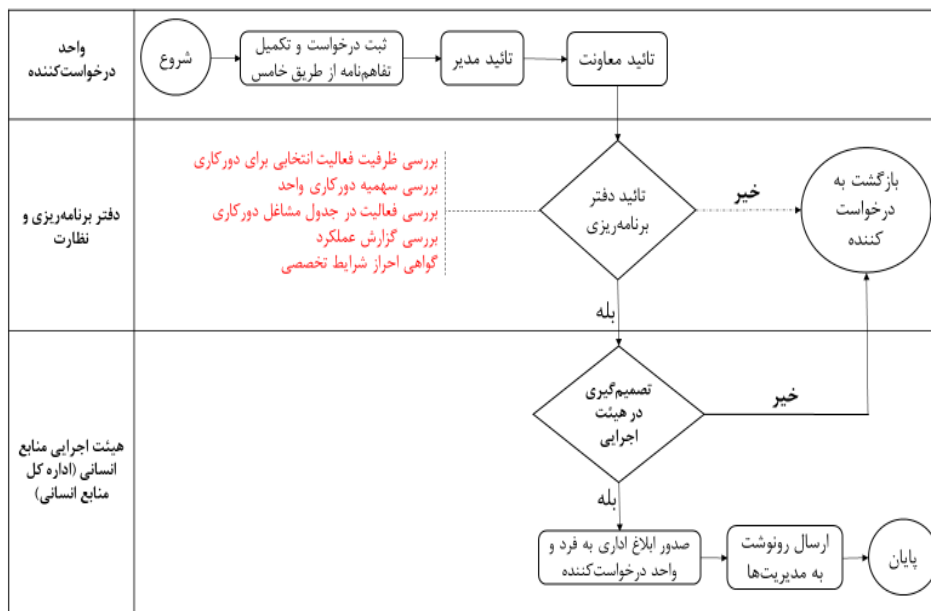 واحد
درخواست‌کننده
شروع
ثبت درخواست و تکمیل
تفاهم‌نامه از طریق خامس
تائید مدیر
تائید معاونت
دفتر برنامه‌ریزی و
نظارت
بررسی ظرفیت فعالیت انتخابی برای دورکاری
بررسی سهمیه دورکاری واحد
بررسی فعالیت در جدول مشاغل دورکاری
بررسی گزارش عملکرد
گواهی احراز شرایط تخصصی
تائید دفتر
برنامه‌ریزی
خیر
بازگشت به
درخواست
کننده
بله
هیئت اجرایی منابع
انسانی (اداره کل
منابع انسانی)
تصمیم‌گیری
در هیئت
اجرایی
خیر
بله
صدور ابلاغ اداری به فرد و
واحد درخواست‌کننده
ارسال رونوشت
به مدیریت‌ها
پایان